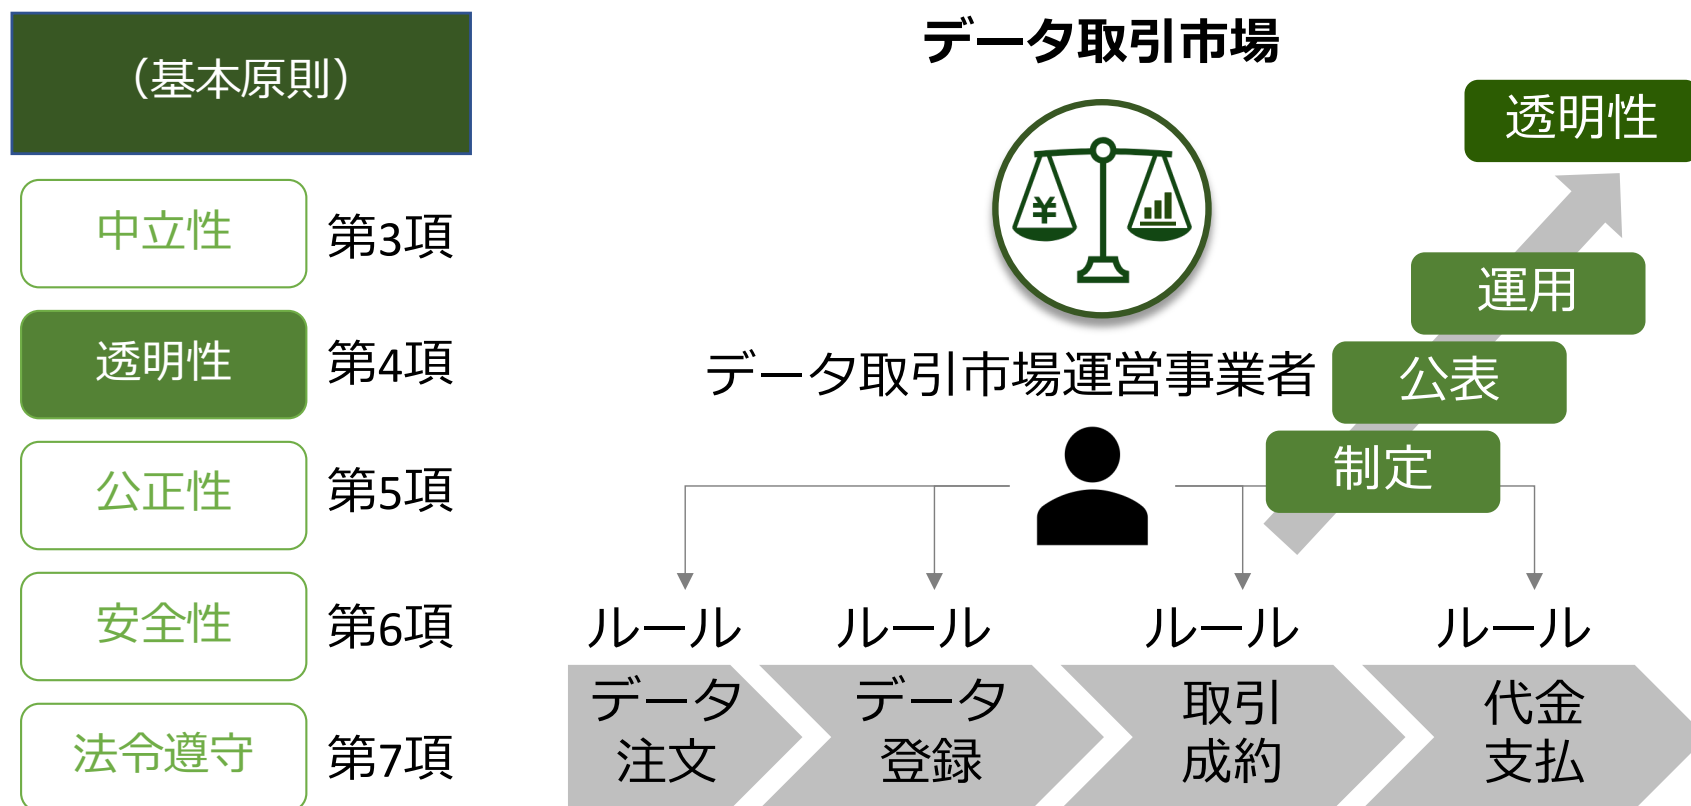 （基本原則）
中立性
第3項
透明性
第4項
公正性
第5項
安全性
第6項
法令遵守
第7項
データ取引市場
¥
データ取引市場運営事業者
透明性
運用
公表
制定
ルール
ルール
ルール
ルール
データ
注文
データ
登録
取引
成約
代金
支払